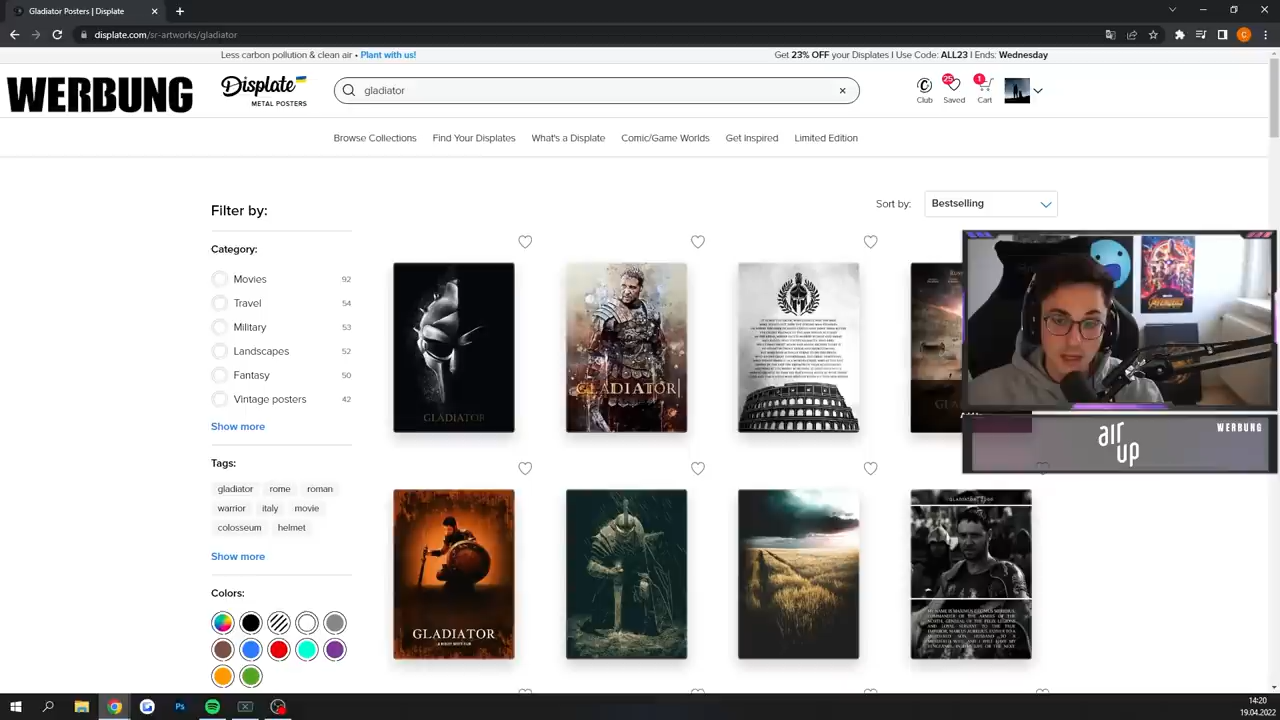 Gladiator Posters | Displate
displate.com/sr-artworks/gladiator
Less carbon pollution & clean air • Plant with us!
Get 23% OFF your Displates I Use Code: ALL23 I Ends: Wednesday
WERBUNG
Displate
METAL POSTERS
gladiator
25
1
Club
Saved
Cart
Browse Collections
Find Your Displates
What's a Displate
Comic/Game Worlds
Get Inspired
Limited Edition
Filter by:
Sort by:
Bestselling
Category:
Movies 92
Travel 54
Military 53
Landscapes 52
Fantasy 50
Vintage posters 42
Show more
GLADIATOR
GLADIATOR
AVENGERS
air up
WERBUNG
Tags:
gladiator rome roman
warrior italy movie
colosseum helmet
Show more
Colors:
GLADIATOR
14:20
19.04.2022